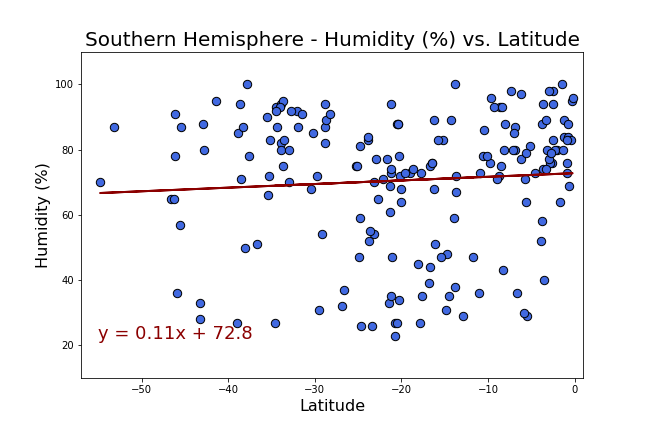 Southern Hemisphere - Humidity (%) vs. Latitude
Humidity (%)
100
80
60
40
20
y = 0.11x + 72.8
−50
−40
−30
−20
−10
0
Latitude